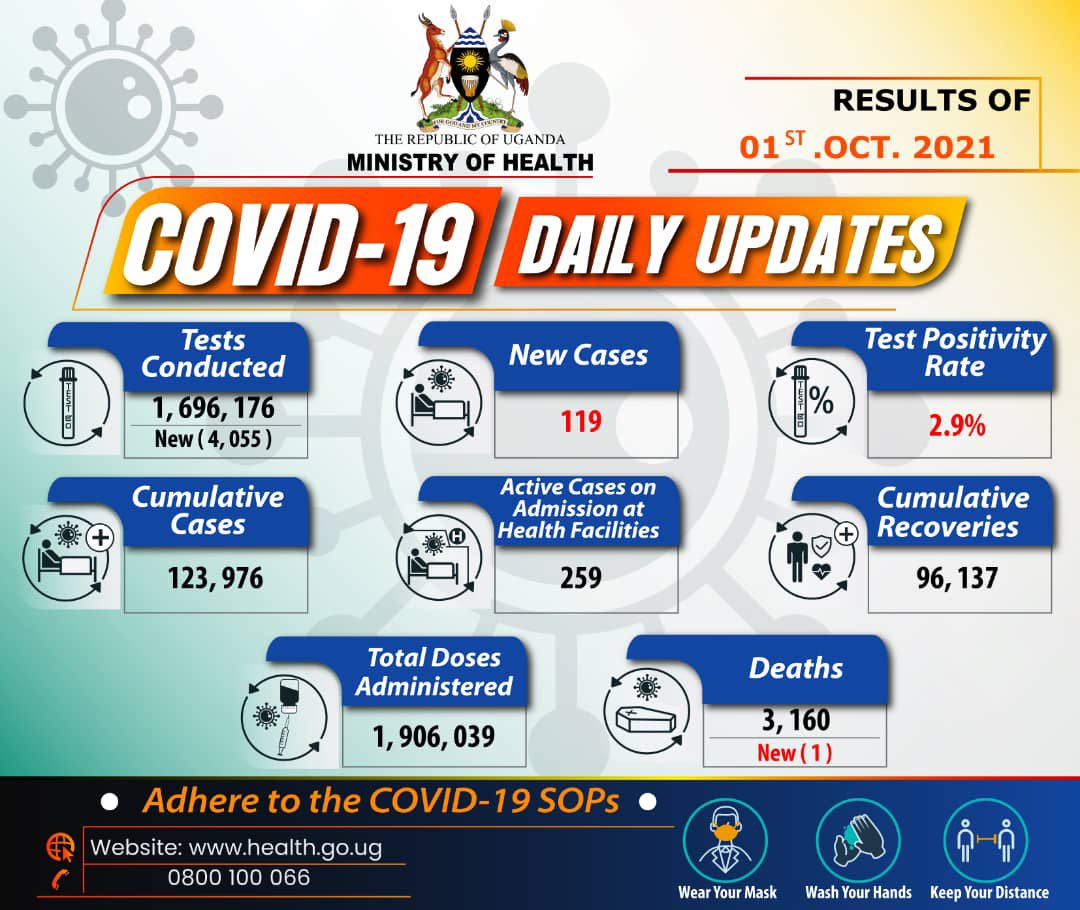 FOR GOD AND MY COUNTRY
THE REPUBLIC OF UGANDA
MINISTRY OF HEALTH
RESULTS OF
01 ST .OCT. 2021
COVID-19 DAILY UPDATES
Tests
Conducted
1, 696, 176
New ( 4, 055 )
New Cases
119
Test Positivity
Rate
%
2.9%
Cumulative
Cases
123, 976
Active Cases on
Admission at
Health Facilities
H
259
Cumulative
Recoveries
96, 137
Total Doses
Administered
1, 906, 039
Deaths
3, 160
New ( 1 )
Adhere to the COVID-19 SOPs
Website: www.health.go.ug
0800 100 066
Wear Your Mask
Wash Your Hands
Keep Your Distance